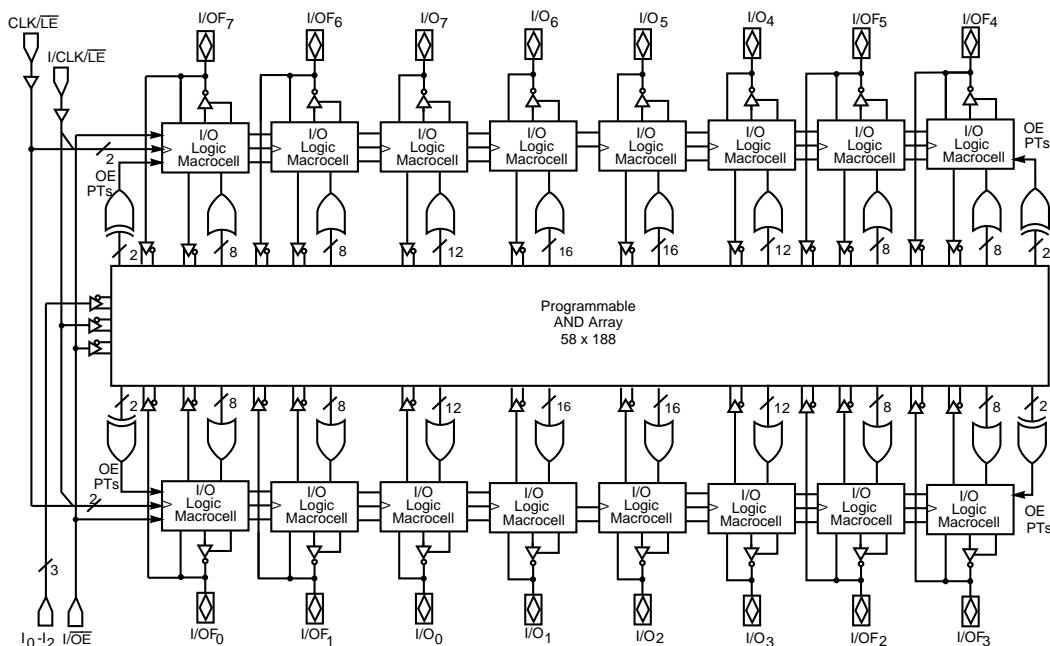 CLK/L̅E̅
I/CLK/L̅E̅
I/OF7 I/OF6 I/O7 I/O6 I/O5 I/O4 I/OF5 I/OF4
I/O Logic Macrocell I/O Logic Macrocell I/O Logic Macrocell I/O Logic Macrocell I/O Logic Macrocell I/O Logic Macrocell I/O Logic Macrocell I/O Logic Macrocell
2
OE
PTs
OE
PTs
2 8 8 12 16 16 12 8 8 2
Programmable
AND Array
58 x 188
2 8 8 12 16 16 12 8 8 2
OE
PTs
OE
PTs
2
I/O Logic Macrocell I/O Logic Macrocell I/O Logic Macrocell I/O Logic Macrocell I/O Logic Macrocell I/O Logic Macrocell I/O Logic Macrocell I/O Logic Macrocell
3
I0-I2 I/O̅E̅ I/OF0 I/OF1 I/O0 I/O1 I/O2 I/O3 I/OF2 I/OF3